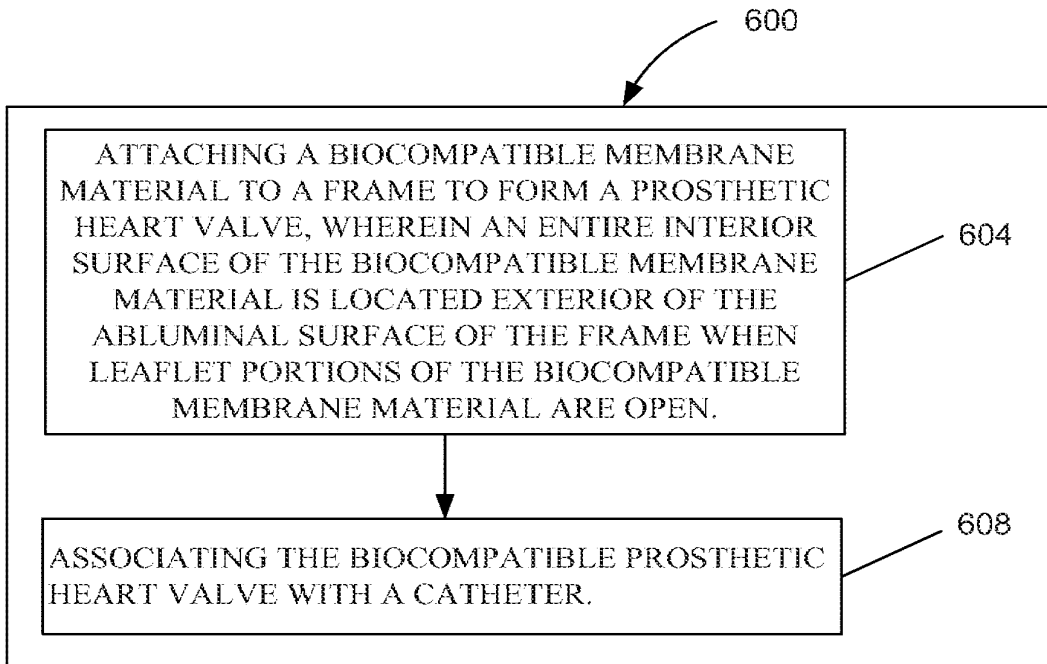 600
ATTACHING A BIOCOMPATIBLE MEMBRANE
MATERIAL TO A FRAME TO FORM A PROSTHETIC
HEART VALVE, WHEREIN AN ENTIRE INTERIOR
SURFACE OF THE BIOCOMPATIBLE MEMBRANE
MATERIAL IS LOCATED EXTERIOR OF THE
ABLUMINAL SURFACE OF THE FRAME WHEN
LEAFLET PORTIONS OF THE BIOCOMPATIBLE
MEMBRANE MATERIAL ARE OPEN.
604
ASSOCIATING THE BIOCOMPATIBLE PROSTHETIC
HEART VALVE WITH A CATHETER.
608